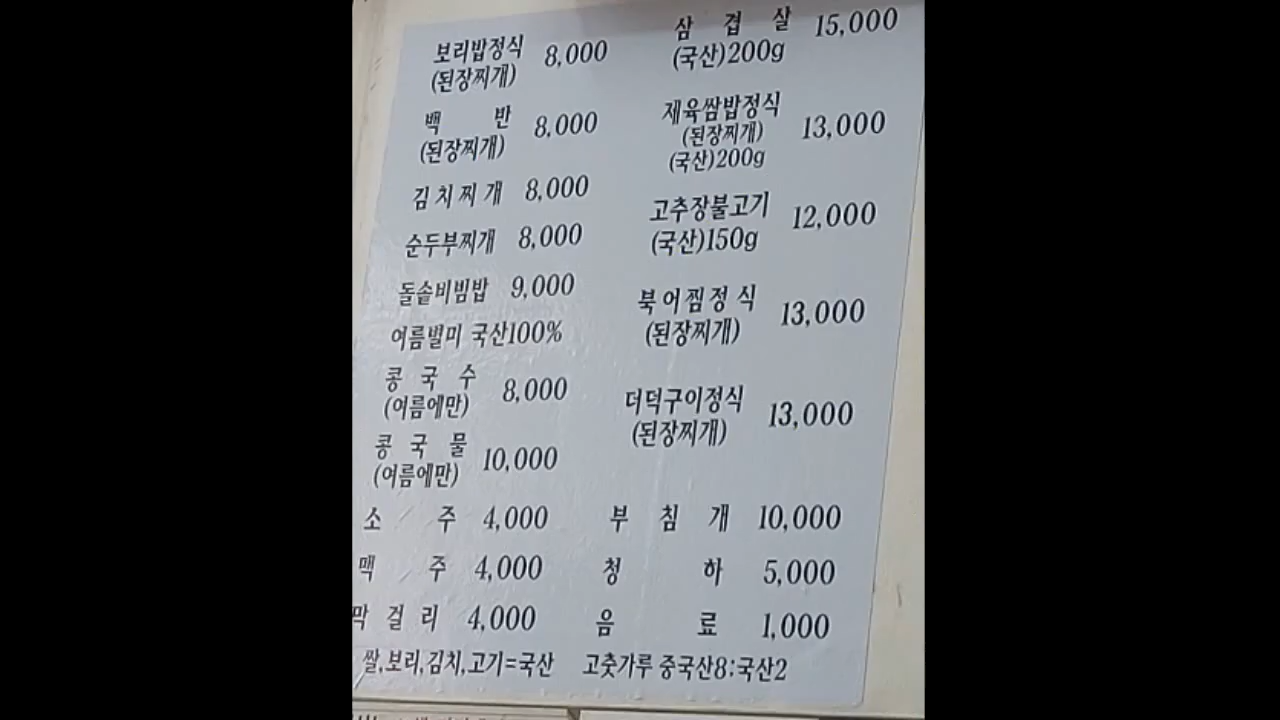 보리밥정식 8,000
(된장찌개)
백 반 8,000
(된장찌개)
김치찌개 8,000
순두부찌개 8,000
돌솥비빔밥 9,000
여름별미 국산100%
콩 국 수 8,000
(여름에만)
콩 국 물 10,000
(여름에만)
소 주 4,000
맥 주 4,000
막 걸 리 4,000
삼 겹 살 15,000
(국산)200g
제육쌈밥정식
(된장찌개) 13,000
(국산)200g
고추장불고기 12,000
(국산)150g
북어찜정식 13,000
(된장찌개)
더덕구이정식 13,000
(된장찌개)
부 침 개 10,000
청 하 5,000
음 료 1,000
쌀,보리,김치,고기=국산 고춧가루 중국산8:국산2